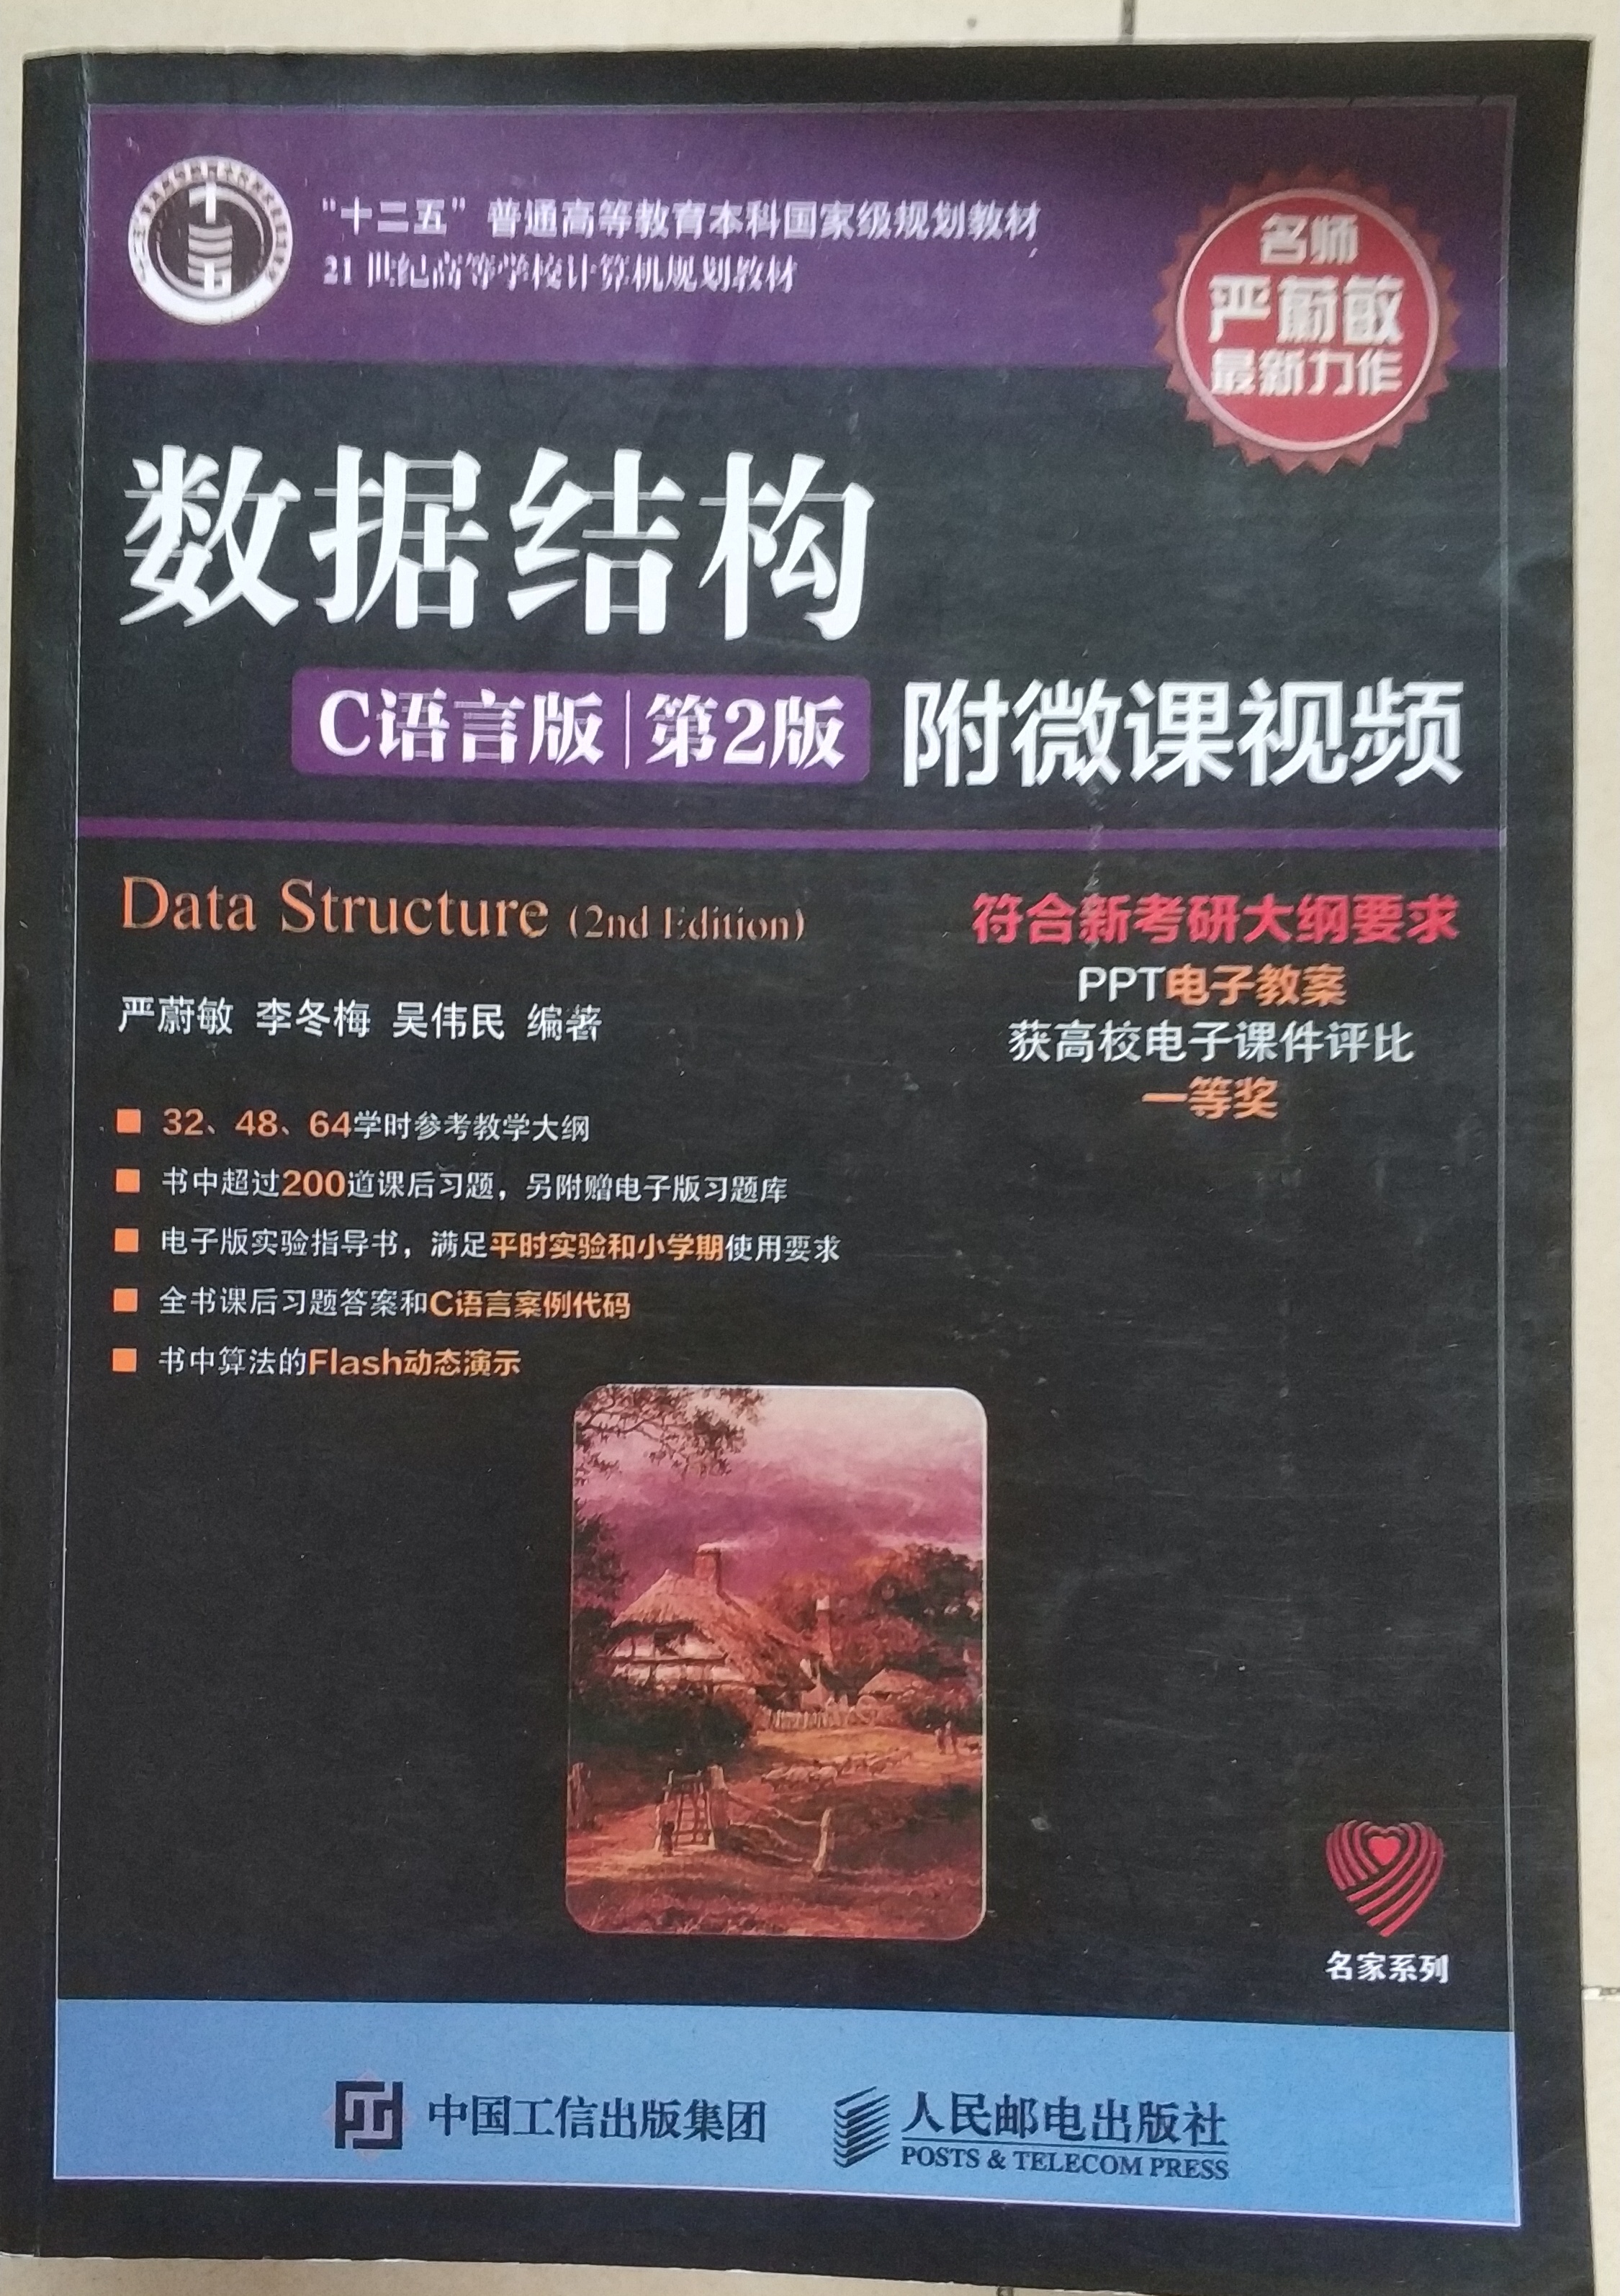 “十二五”普通高等教育本科国家级规划教材
21世纪高等学校计算机规划教材
名师
严蔚敏
最新力作
数据结构
C语言版|第2版
附微课视频
Data Structure (2nd Edition)
严蔚敏 李冬梅 吴伟民 编著
符合新考研大纲要求
PPT电子教案
获高校电子课件评比
一等奖
■ 32、48、64学时参考教学大纲
■ 书中超过200道课后习题，另附赠电子版习题库
■ 电子版实验指导书，满足平时实验和小学期使用要求
■ 全书课后习题答案和C语言案例代码
■ 书中算法的Flash动态演示
名家系列
中国工信出版集团
人民邮电出版社
POSTS & TELECOM PRESS